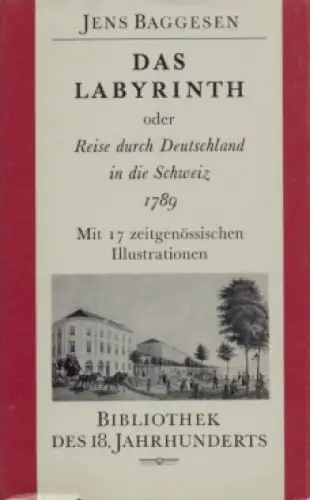 JENS BAGGESEN
DAS
LABYRINTH
oder
Reise durch Deutschland
in die Schweiz
1789
Mit 17 zeitgenössischen
Illustrationen
BIBLIOTHEK
DES 18. JAHRHUNDERTS